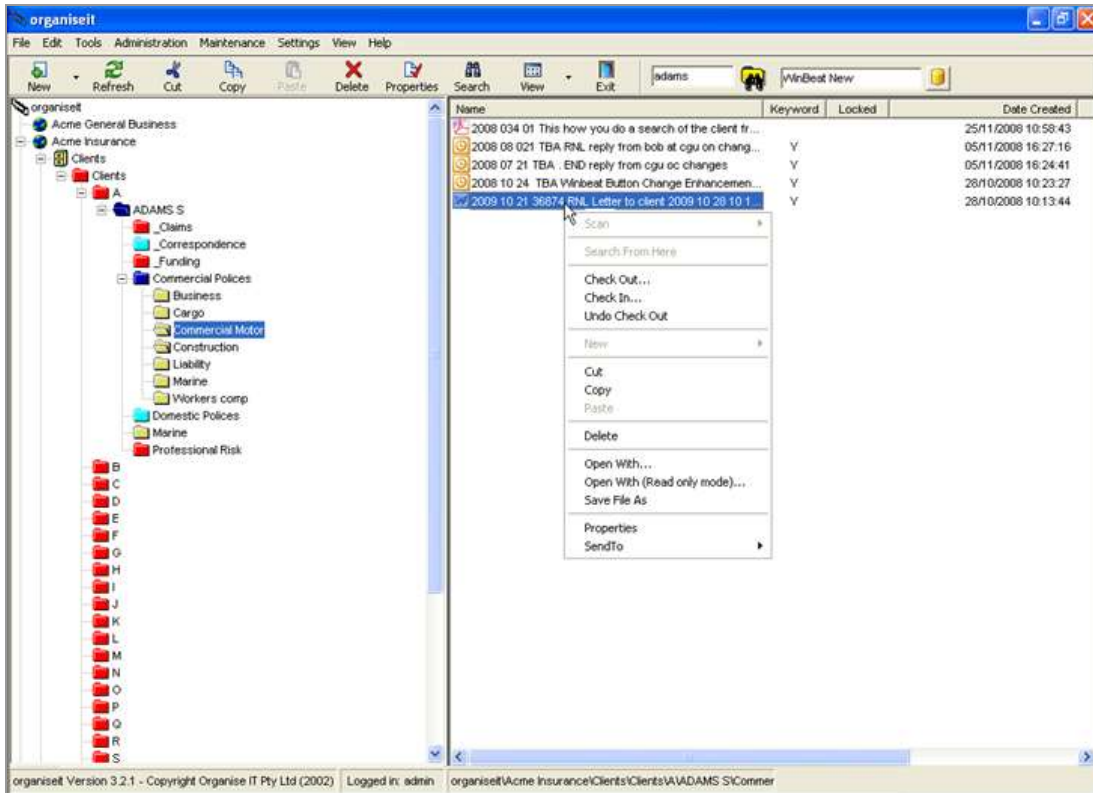 organiseit
File Edit Tools Administration Maintenance Settings View Help
New Refresh Cut Copy Paste Delete Properties Search View Exit adams WinBeat New
organiseit
Acme General Business
Acme Insurance
Clients
Clients
A
ADAMS S
_Claims
_Correspondence
_Funding
Commercial Polices
Business
Cargo
Commercial Motor
Construction
Liability
Marine
Workers comp
Domestic Polices
Marine
Professional Risk
B
C
D
E
F
G
H
I
J
K
L
M
N
O
P
Q
R
S
Name Keyword Locked Date Created
2008 034 01 This how you do a search of the client fr... 25/11/2008 10:58:43
2008 08 021 TBA RNL reply from bob at cgu on chang... Y 05/11/2008 16:27:16
2008 07 21 TBA . END reply from cgu oc changes Y 05/11/2008 16:24:41
2008 10 24 TBA Winbeat Button Change Enhancemen... Y 28/10/2008 10:23:27
2009 10 21 36874 RNL Letter to client 2009 10 28 10 1... Y 28/10/2008 10:13:44
Scan
Search From Here
Check Out...
Check In...
Undo Check Out
New
Cut
Copy
Paste
Delete
Open With...
Open With (Read only mode)...
Save File As
Properties
SendTo
organiseit Version 3.2.1 - Copyright Organise IT Pty Ltd (2002) Logged in: admin organiseit\Acme Insurance\Clients\Clients\A\ADAMS S\Commer